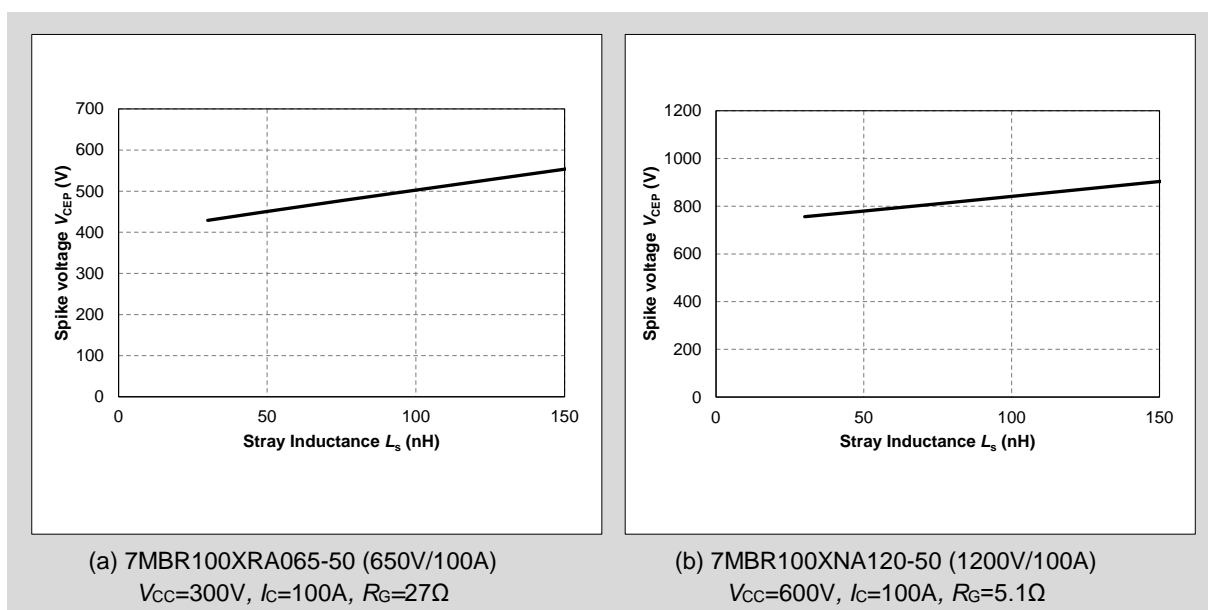 700
600
500
400
300
200
100
0
0 50 100 150
Spike voltage VCEP (V)
Stray Inductance Ls (nH)
1200
1000
800
600
400
200
0
0 50 100 150
Spike voltage VCEP (V)
Stray Inductance Ls (nH)
(a) 7MBR100XRA065-50 (650V/100A)
VCC=300V, IC=100A, RG=27Ω
(b) 7MBR100XNA120-50 (1200V/100A)
VCC=600V, IC=100A, RG=5.1Ω